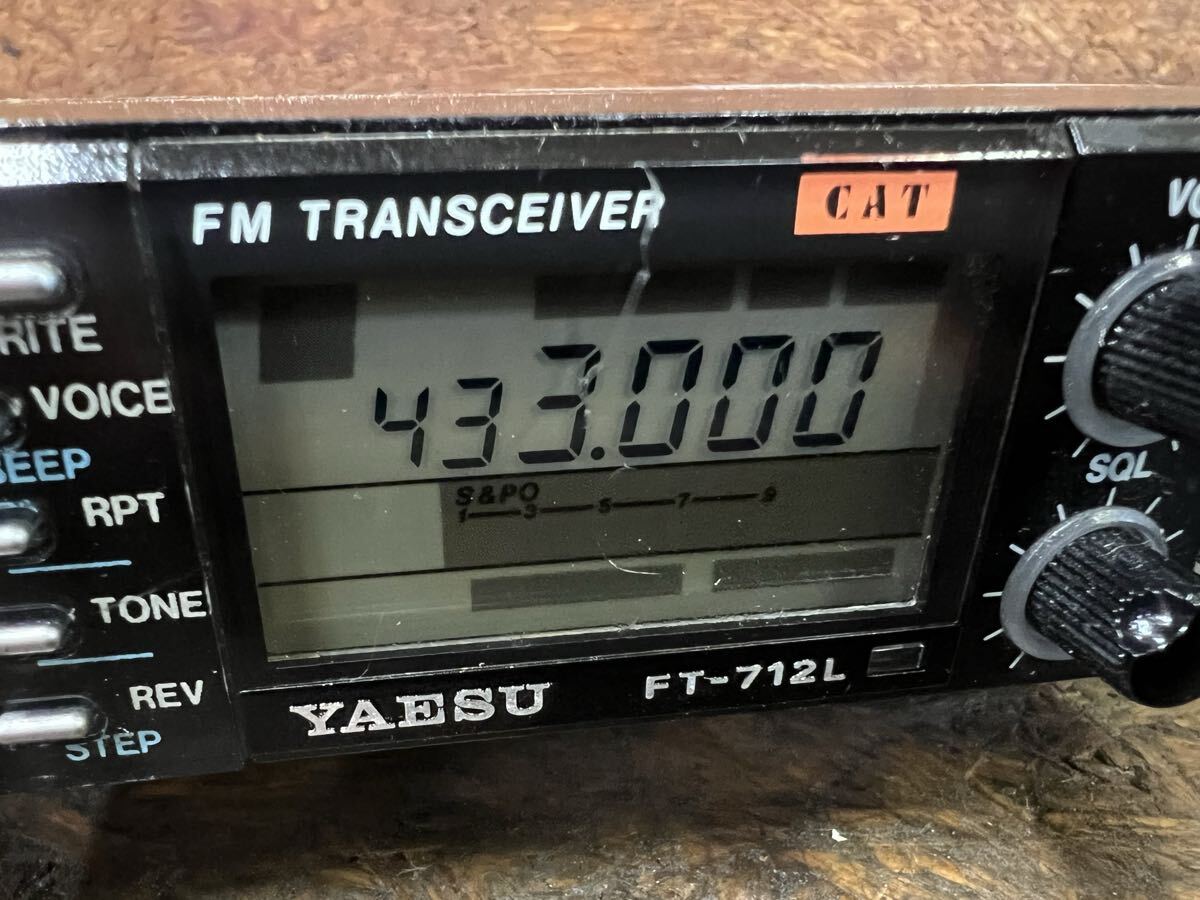 FM TRANSCEIVER
CAT
RITE
VOICE
BEEP
RPT
TONE
REV
STEP
433.000
S&PO
1 3 5 7 9
YAESU
FT-712L
VO
SQL